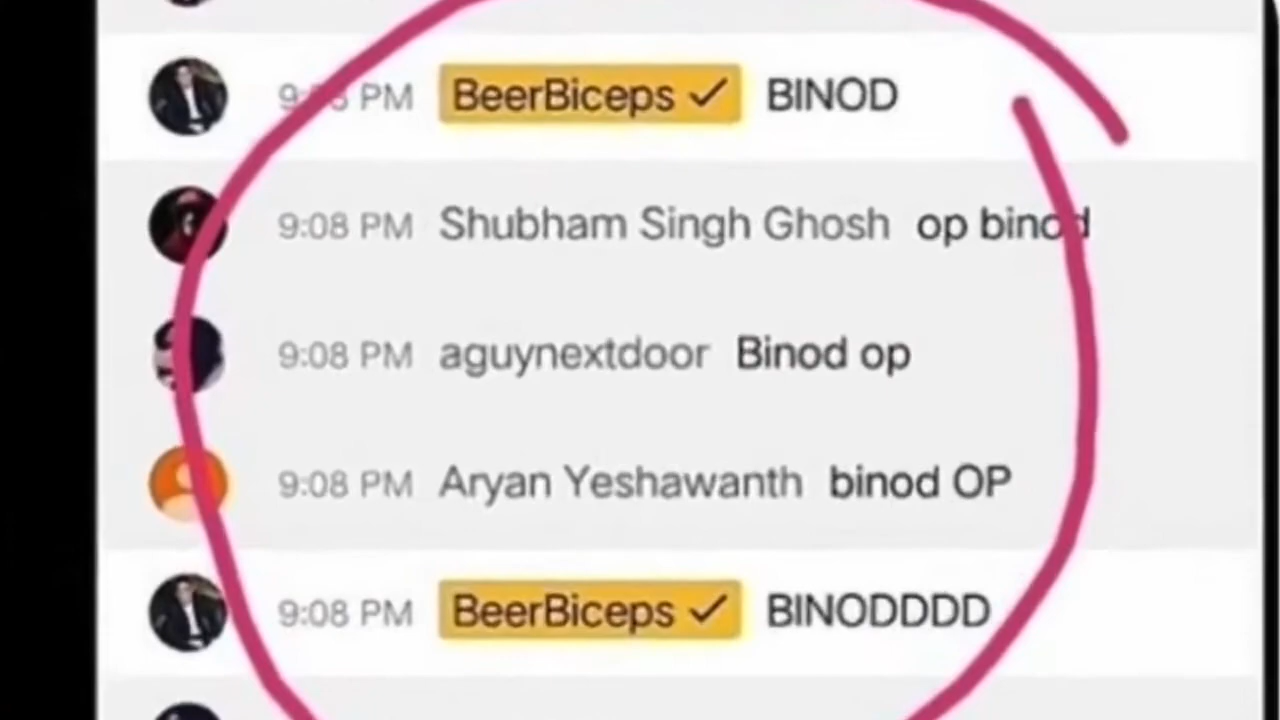 PM BeerBiceps ✓ BINOD
9:08 PM Shubham Singh Ghosh op binod
9:08 PM aguynextdoor Binod op
9:08 PM Aryan Yeshawanth binod OP
9:08 PM BeerBiceps ✓ BINODDDD